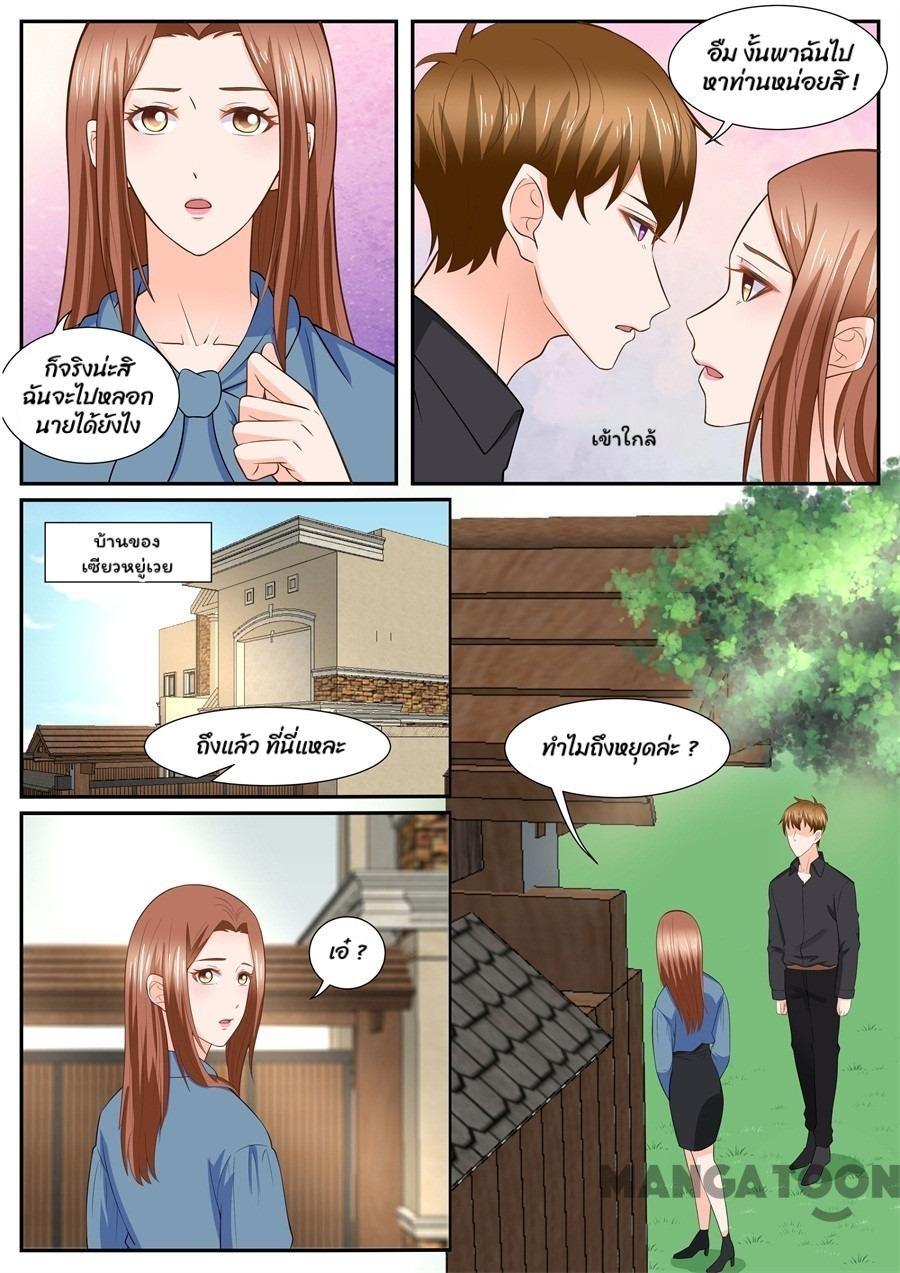 ก็จริงน่ะสิ
ฉันจะไปหลอก
นายได้ยังไง
อืม งั้นพาฉันไป
หาท่านหน่อยสิ !
เข้าใกล้
บ้านของ
เซียวหยู่เวย
ถึงแล้ว ที่นี่แหละ
ทำไมถึงหยุดล่ะ ?
เอ๋ ?
MANGATOON